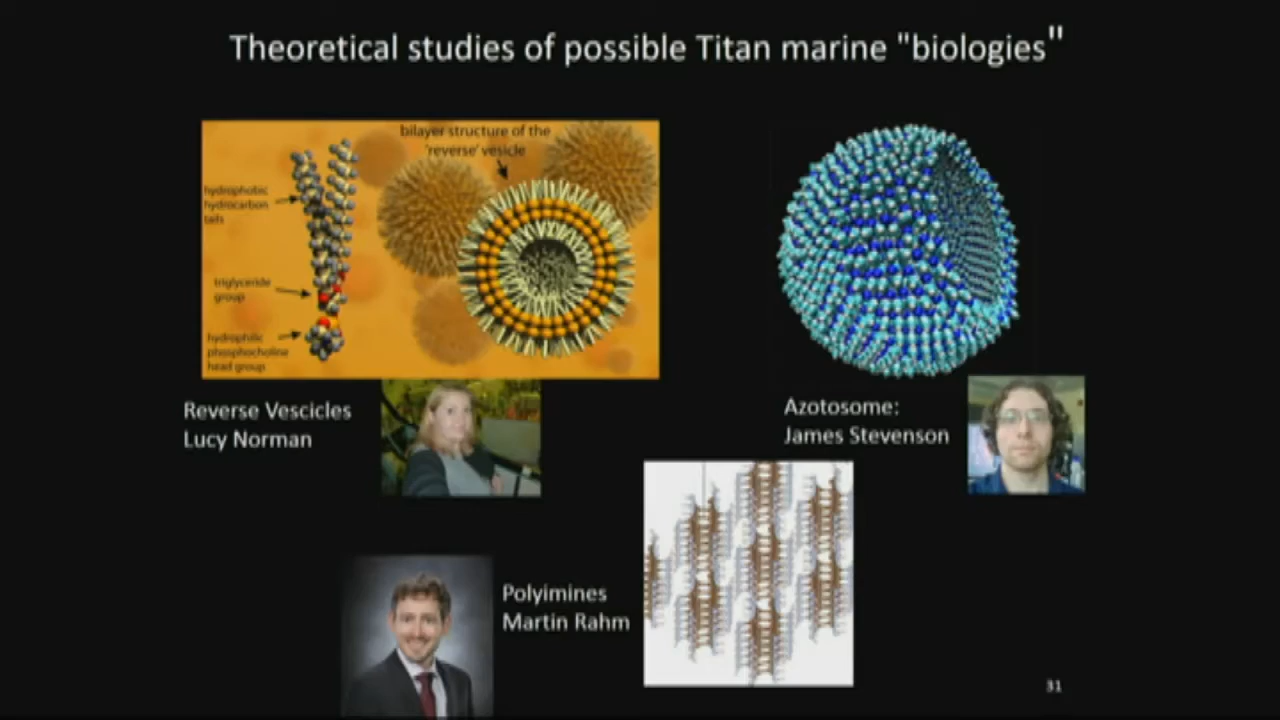 Theoretical studies of possible Titan marine "biologies"
bilayer structure of the
'reverse' vesicle
hydrophobic
hydrocarbon
tails
triglyceride
group
hydrophilic
phosphocholine
head group
Reverse Vescicles
Lucy Norman
Azotosome:
James Stevenson
Polyimines
Martin Rahm
31